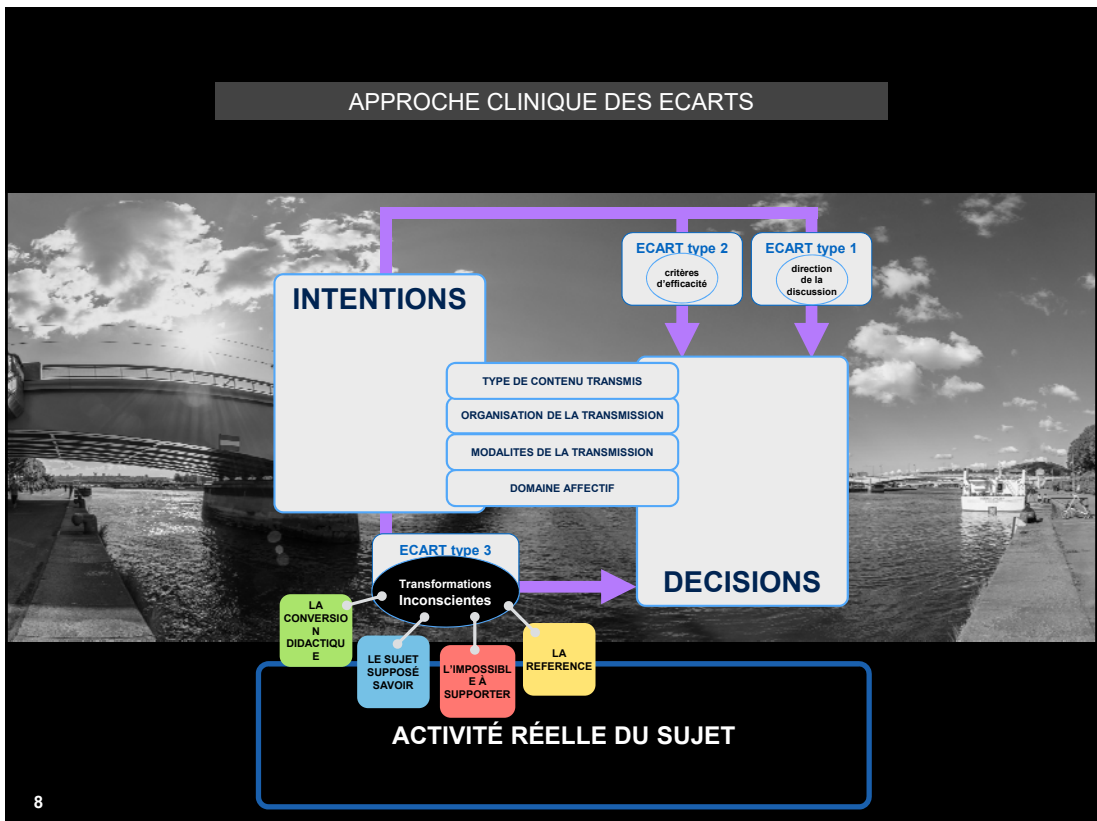 APPROCHE CLINIQUE DES ECARTS
ECART type 2
critères
d'efficacité
ECART type 1
direction
de la
discussion
INTENTIONS
TYPE DE CONTENU TRANSMIS
ORGANISATION DE LA TRANSMISSION
MODALITES DE LA TRANSMISSION
DOMAINE AFFECTIF
ECART type 3
Transformations
Inconscientes
DECISIONS
LA
CONVERSIO
N
DIDACTIQU
E
LE SUJET
SUPPOSÉ
SAVOIR
L'IMPOSSIBL
E À
SUPPORTER
LA
REFERENCE
ACTIVITÉ RÉELLE DU SUJET
8